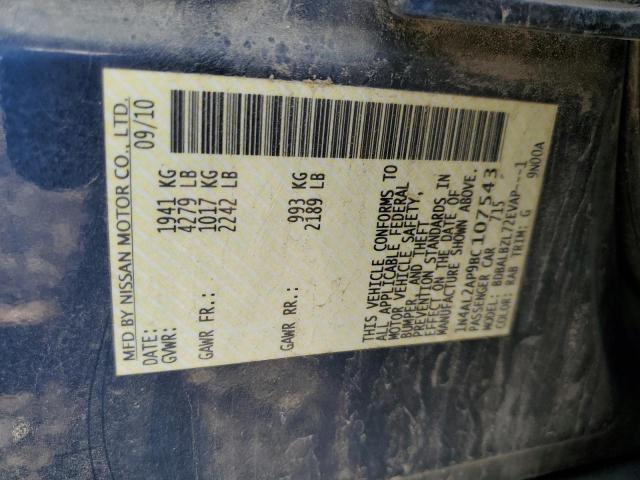 MFD BY NISSAN MOTOR CO., LTD.
DATE: 09/10
GVWR: 1941 KG
4279 LB
GAWR FR.: 1017 KG
2242 LB
GAWR RR.: 993 KG
2189 LB
THIS VEHICLE CONFORMS TO
ALL APPLICABLE FEDERAL
MOTOR VEHICLE SAFETY,
BUMPER, AND THEFT
PREVENTION STANDARDS IN
EFFECT ON THE DATE OF
MANUFACTURE SHOWN ABOVE.
1N4AL2AP9BC107543
PASSENGER CAR 715
MODEL: BDBALBZL72EVAP---1
COLOR: RAB TRIM: G 9N00A